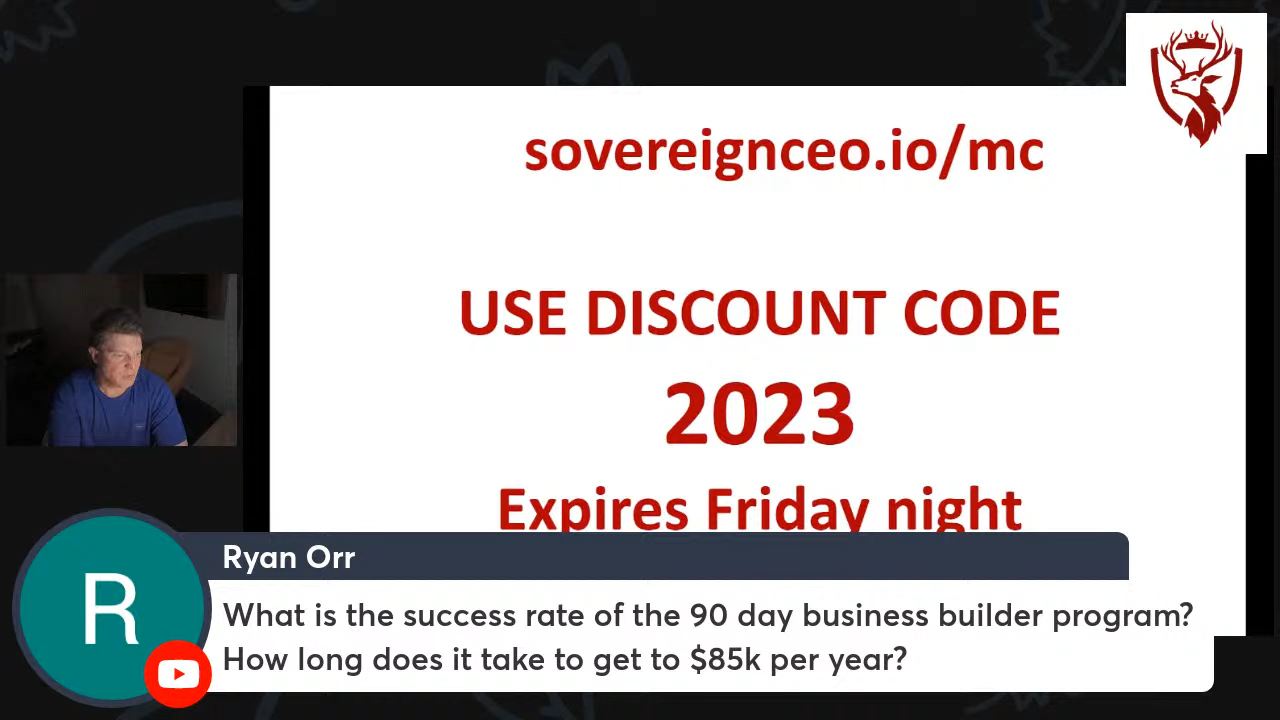 sovereignceo.io/mc
USE DISCOUNT CODE
2023
Expires Friday night
R
Ryan Orr
What is the success rate of the 90 day business builder program?
How long does it take to get to $85k per year?